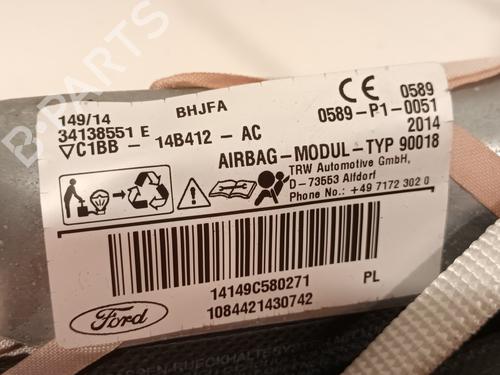 B-PARTS
149/14
BHJFA
34138551 E
C1BB - 14B412 - AC
CE 0589
0589-P1-0051
2014
AIRBAG-MODUL-TYP 90018
TRW Automotive GmbH,
D-73553 Alfdorf
Phone No.: +49 7172 302 0
14149C580271
PL
1084421430742
Ford